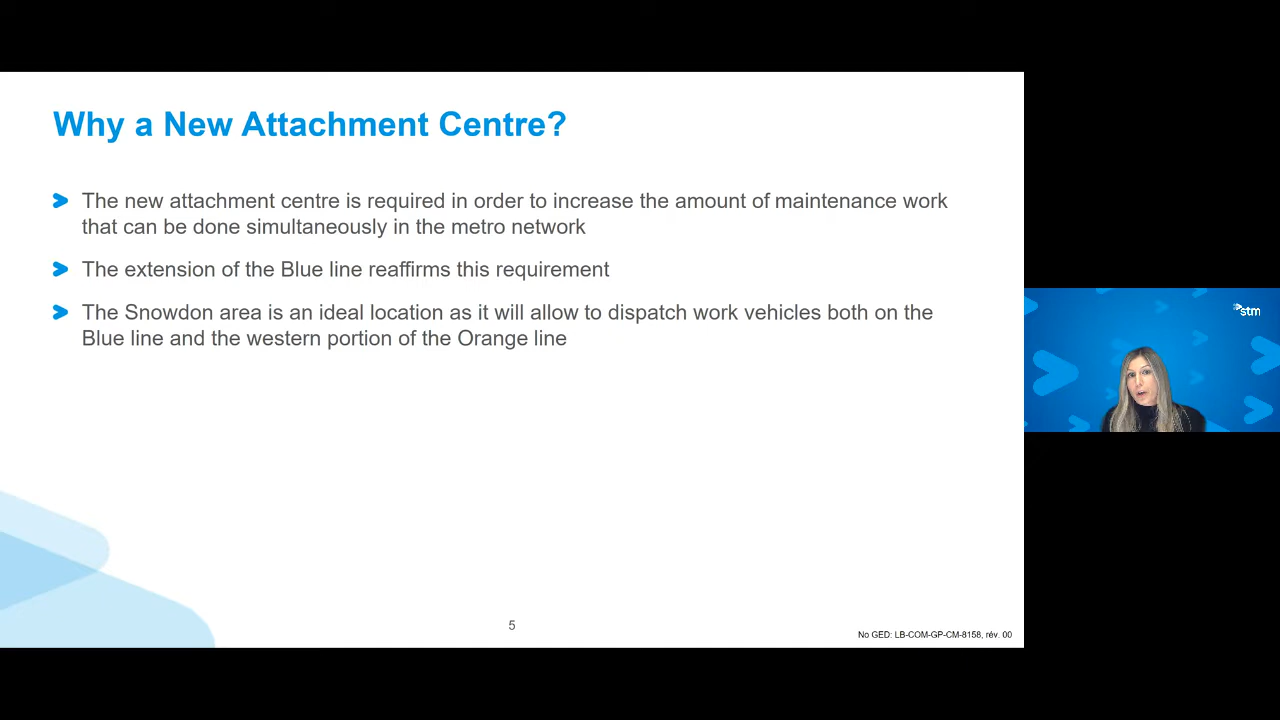 Why a New Attachment Centre?
The new attachment centre is required in order to increase the amount of maintenance work
that can be done simultaneously in the metro network
The extension of the Blue line reaffirms this requirement
The Snowdon area is an ideal location as it will allow to dispatch work vehicles both on the
Blue line and the western portion of the Orange line
stm
5
No GED: LB-COM-GP-CM-8158, rév. 00